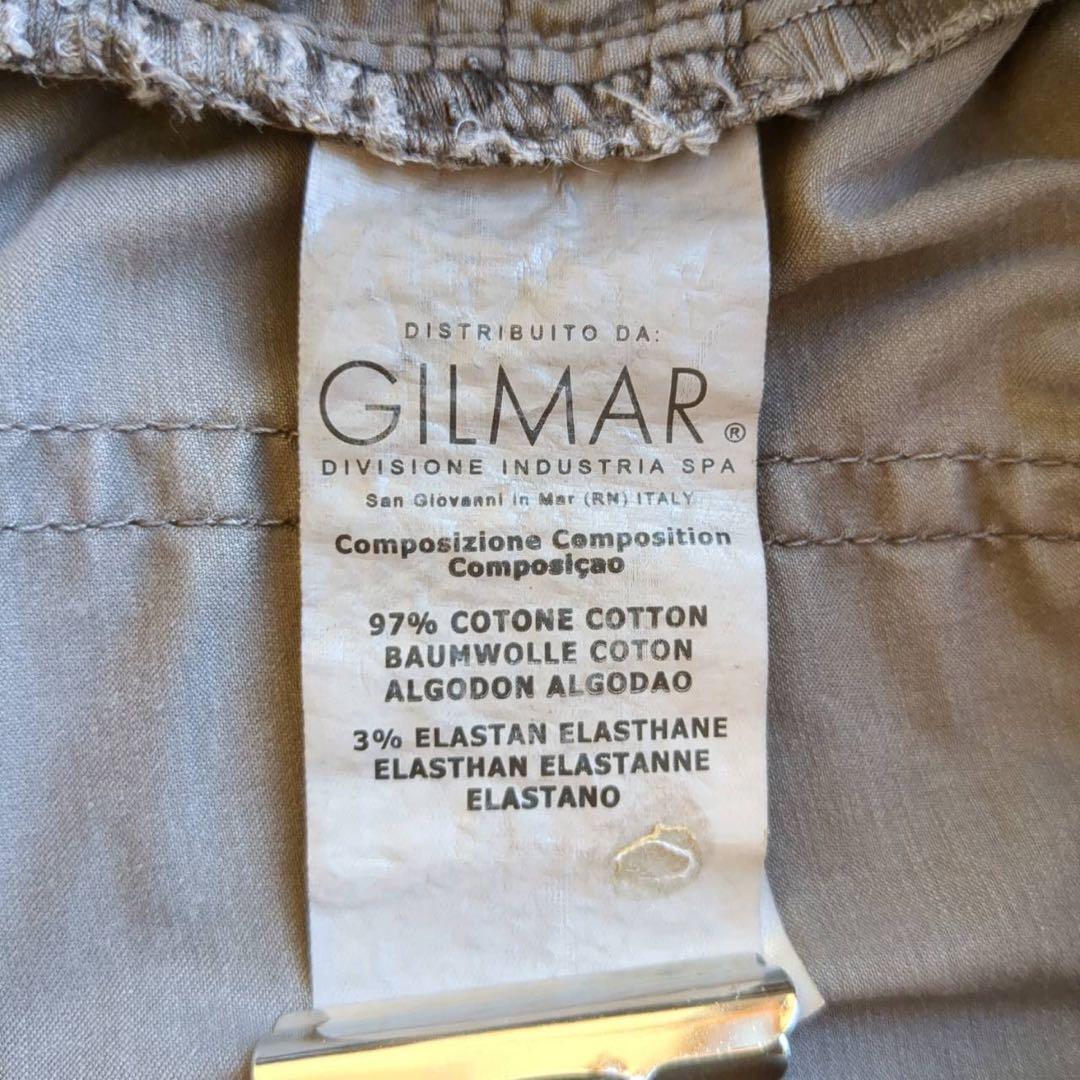 DISTRIBUITO DA:
GILMAR®
DIVISIONE INDUSTRIA SPA
San Giovanni in Mar (RN) ITALY
Composizione Composition
Composiçao
97% COTONE COTTON
BAUMWOLLE COTON
ALGODON ALGODAO
3% ELASTAN ELASTHANE
ELASTHAN ELASTANNE
ELASTANO